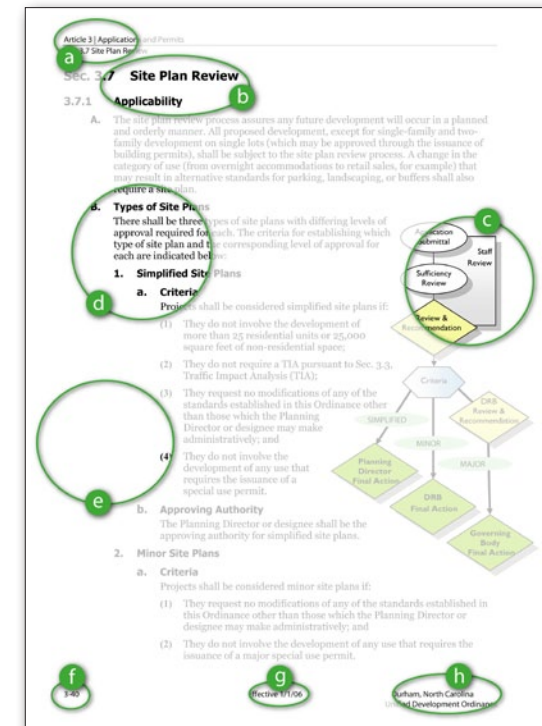 Article 3 | Applications and Permits
Sec. 3.7 Site Plan Review
a
Sec. 3.7 Site Plan Review
b
3.7.1 Applicability
A. The site plan review process assures any future development will occur in a planned
and orderly manner. All proposed development, except for single-family and two-
family development on single lots (which may be approved through the issuance of
building permits), shall be subject to the site plan review process. A change in the
category of use (from overnight accommodations to retail sales, for example) that
may result in alternative standards for parking, landscaping, or buffers shall also
require a site plan.
B. Types of Site Plans
There shall be three types of site plans with differing levels of
approval required for each. The criteria for establishing which
type of site plan and the corresponding level of approval for
each are indicated below:
d
1. Simplified Site Plans
a. Criteria
Projects shall be considered simplified site plans if:
(1) They do not involve the development of
more than 25 residential units or 25,000
square feet of non-residential space;
(2) They do not require a TIA pursuant to Sec. 3.3,
Traffic Impact Analysis (TIA);
(3) They request no modifications of any of the
standards established in this Ordinance other
than those which the Planning
Director or designee may make
administratively; and
(4) They do not involve the
development of any use that
requires the issuance of a
special use permit.
e
b. Approving Authority
The Planning Director or designee shall be the
approving authority for simplified site plans.
c
Application
Submittal
Staff
Review
Sufficiency
Review
Review &
Recommendation
Criteria
DRB
Review &
Recommendation
SIMPLIFIED
MINOR
MAJOR
Planning
Director
Final Action
DRB
Final Action
Governing
Body
Final Action
2. Minor Site Plans
a. Criteria
Projects shall be considered minor site plans if:
(1) They request no modifications of any of the standards established in
this Ordinance other than those which the Planning Director or
designee may make administratively; and
(2) They do not involve the development of any use that requires the
issuance of a major special use permit.
f
3-40
g
Effective 1/1/06
h
Durham, North Carolina
Unified Development Ordinance